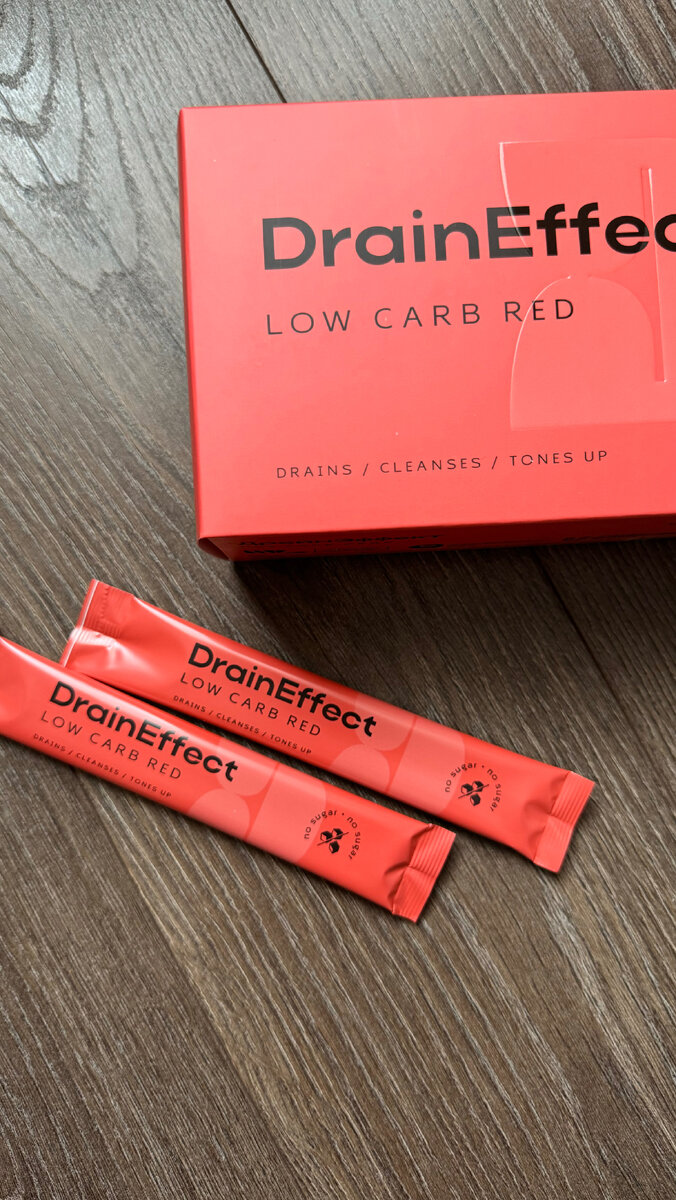 DrainEffec
LOW CARB RED
DRAINS / CLEANSES / TONES UP
DrainEffect
LOW CARB RED
DRAINS / CLEANSES / TONES UP
no sugar • no sugar
DrainEffect
LOW CARB RED
DRAINS / CLEANSES / TONES UP
no sugar • no sugar